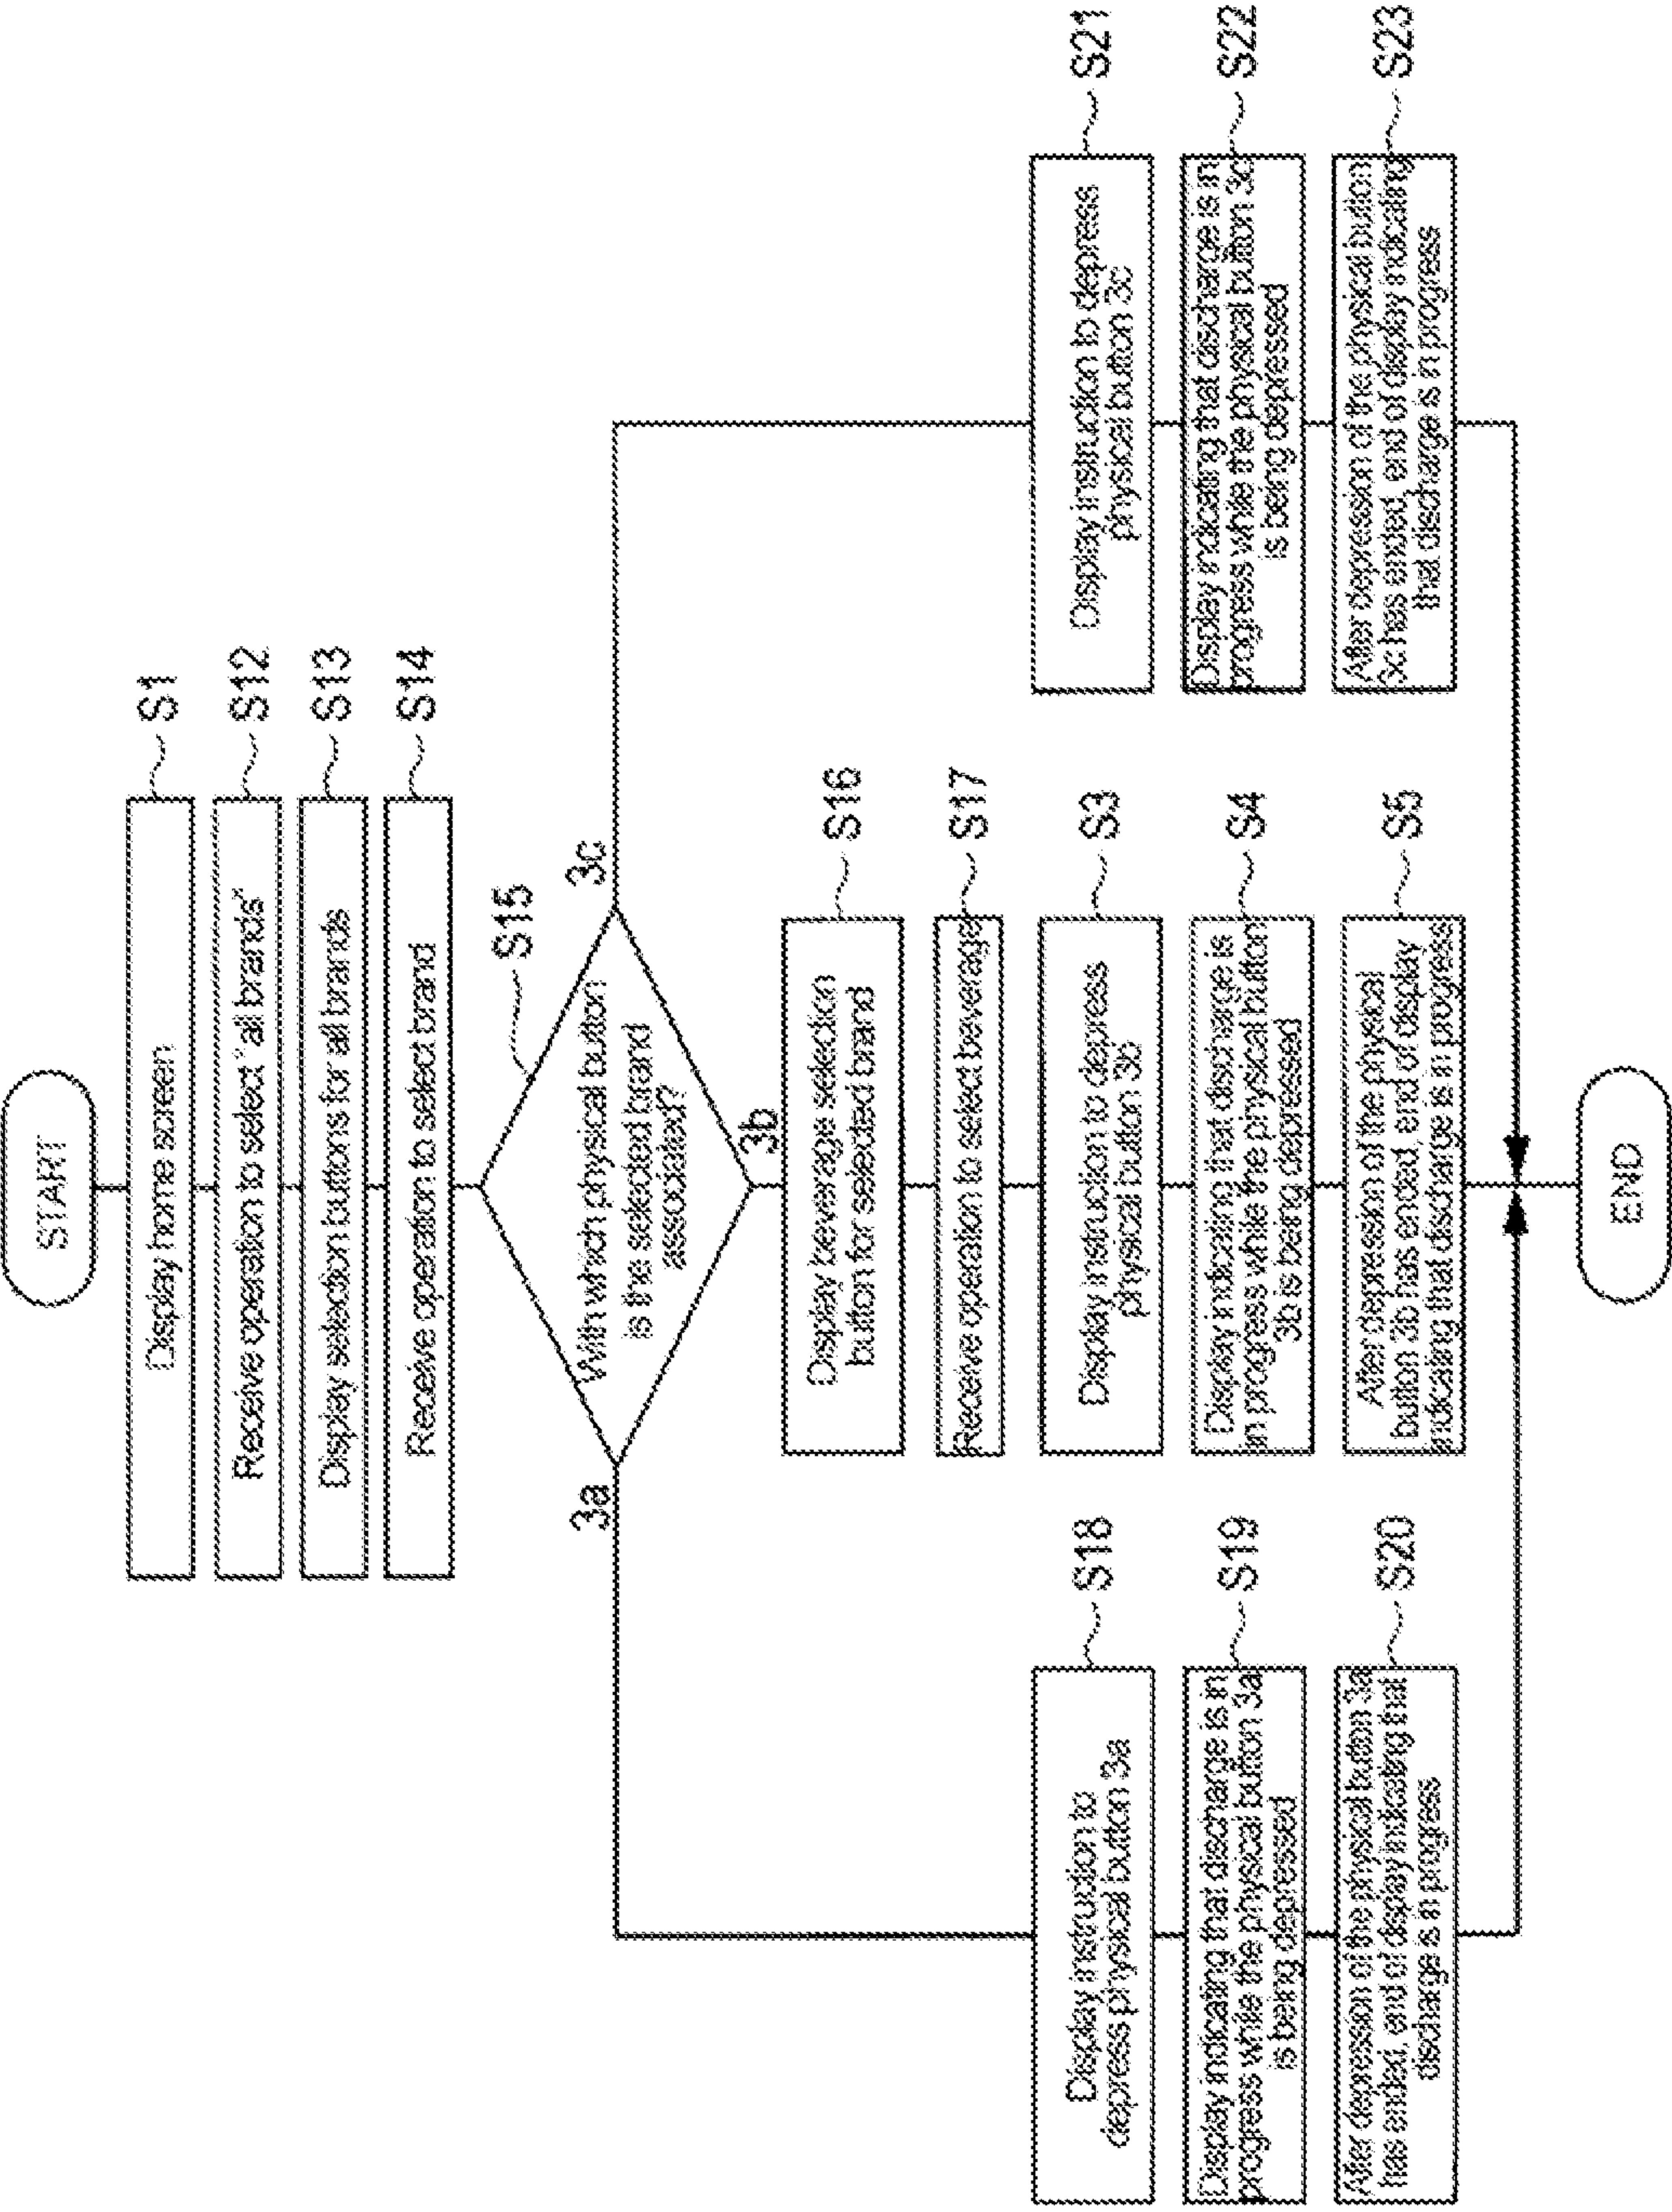 START
Display home screen
S1
Receive operation to select "all brands"
S12
Display selection buttons for all brands
S13
Receive operation to select brand
S14
With which physical button
is the selected brand
associated?
S15
3a
3b
3c
Display beverage selection
button for selected brand
S16
Receive operation to select beverage
S17
Display instruction to
depress physical button 3a
S18
Display indicating that discharge is in
progress while the physical button 3a
is being depressed
S19
After depression of the physical button 3a
has ended, end of display indicating that
discharge is in progress
S20
Display instruction to depress
physical button 3b
S3
Display indicating that discharge is
in progress while the physical button
3b is being depressed
S4
After depression of the physical
button 3b has ended, end of display
indicating that discharge is in progress
S5
Display instruction to depress
physical button 3c
S21
Display indicating that discharge is in
progress while the physical button 3c
is being depressed
S22
After depression of the physical button
3c has ended, end of display indicating
that discharge is in progress
S23
END